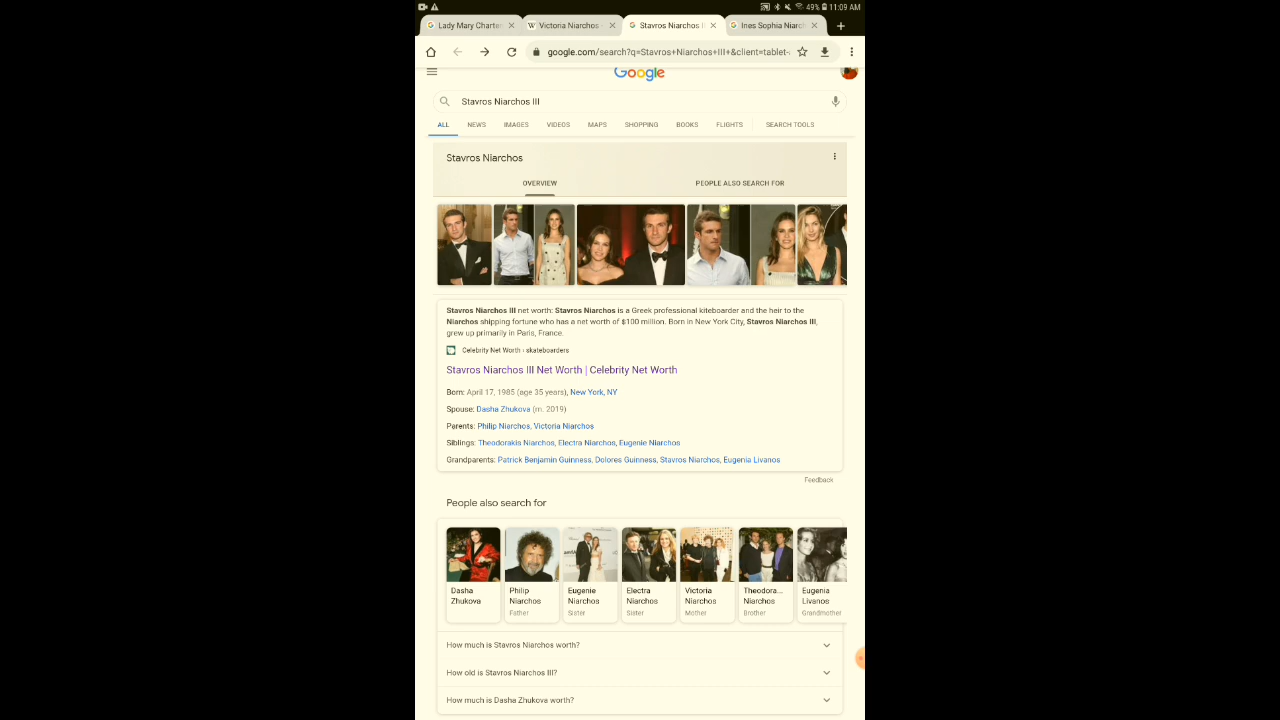 49% 11:09 AM
Lady Mary Charter
Victoria Niarchos -
Stavros Niarchos I
Ines Sophia Niarch
google.com/search?q=Stavros+Niarchos+III+&client=tablet-
Google
Stavros Niarchos III
ALL NEWS IMAGES VIDEOS MAPS SHOPPING BOOKS FLIGHTS SEARCH TOOLS
Stavros Niarchos
OVERVIEW PEOPLE ALSO SEARCH FOR
Stavros Niarchos III net worth: Stavros Niarchos is a Greek professional kiteboarder and the heir to the
Niarchos shipping fortune who has a net worth of $100 million. Born in New York City, Stavros Niarchos III,
grew up primarily in Paris, France.
Celebrity Net Worth › skateboarders
Stavros Niarchos III Net Worth | Celebrity Net Worth
Born: April 17, 1985 (age 35 years), New York, NY
Spouse: Dasha Zhukova (m. 2019)
Parents: Philip Niarchos, Victoria Niarchos
Siblings: Theodorakis Niarchos, Electra Niarchos, Eugenie Niarchos
Grandparents: Patrick Benjamin Guinness, Dolores Guinness, Stavros Niarchos, Eugenia Livanos
Feedback
People also search for
Dasha Zhukova
Philip Niarchos
Father
Eugenie Niarchos
Sister
Electra Niarchos
Sister
Victoria Niarchos
Mother
Theodora... Niarchos
Brother
Eugenia Livanos
Grandmother
How much is Stavros Niarchos worth?
How old is Stavros Niarchos III?
How much is Dasha Zhukova worth?